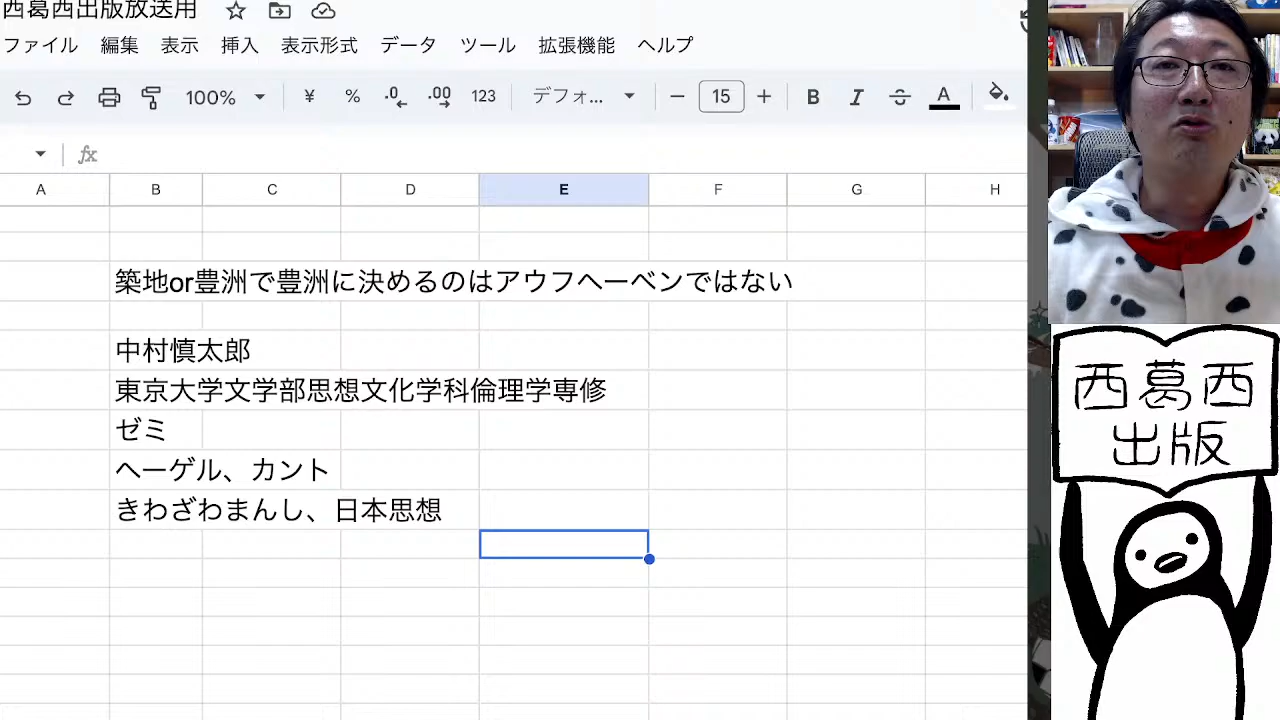 西葛西出版放送用
ファイル 編集 表示 挿入 表示形式 データ ツール 拡張機能 ヘルプ
100% ¥ % .0 .00 123 デフォ... 15 B I A
fx
A B C D E F G H
築地or豊洲で豊洲に決めるのはアウフヘーベンではない
中村慎太郎
東京大学文学部思想文化学科倫理学専修
ゼミ
ヘーゲル、カント
きわざわまんし、日本思想
西葛西
出版